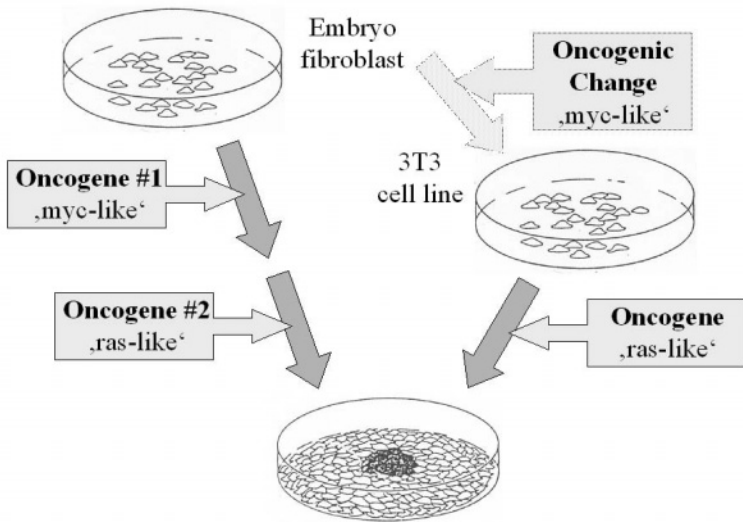 Embryo
fibroblast
Oncogenic
Change
‚myc-like‘
Oncogene #1
‚myc-like‘
3T3
cell line
Oncogene #2
‚ras-like‘
Oncogene
‚ras-like‘